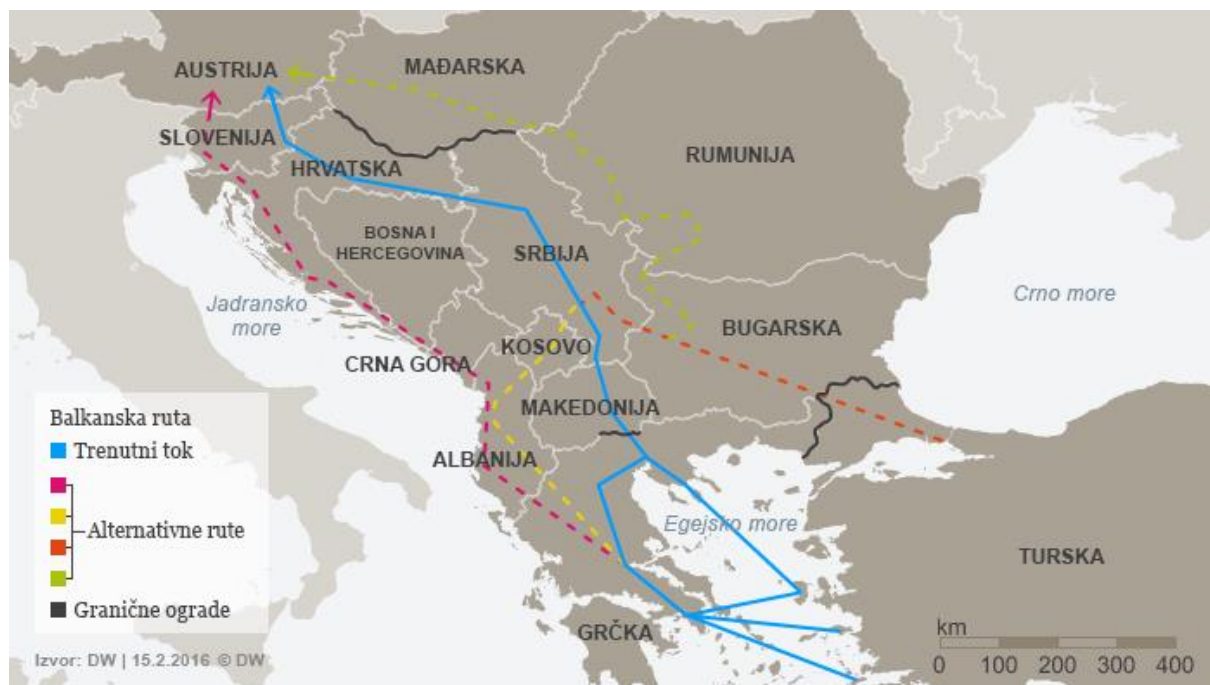 AUSTRIJA
MAĐARSKA
SLOVENIJA
HRVATSKA
RUMUNIJA
BOSNA I
HERCEGOVINA
SRBIJA
Jadransko
more
Crno more
BUGARSKA
KOSOVO
CRNA GORA
MAKEDONIJA
ALBANIJA
Egejsko more
TURSKA
GRČKA
Balkanska ruta
Trenutni tok
Alternativne rute
Granične ograde
Izvor: DW | 15.2.2016 © DW
km
0 100 200 300 400